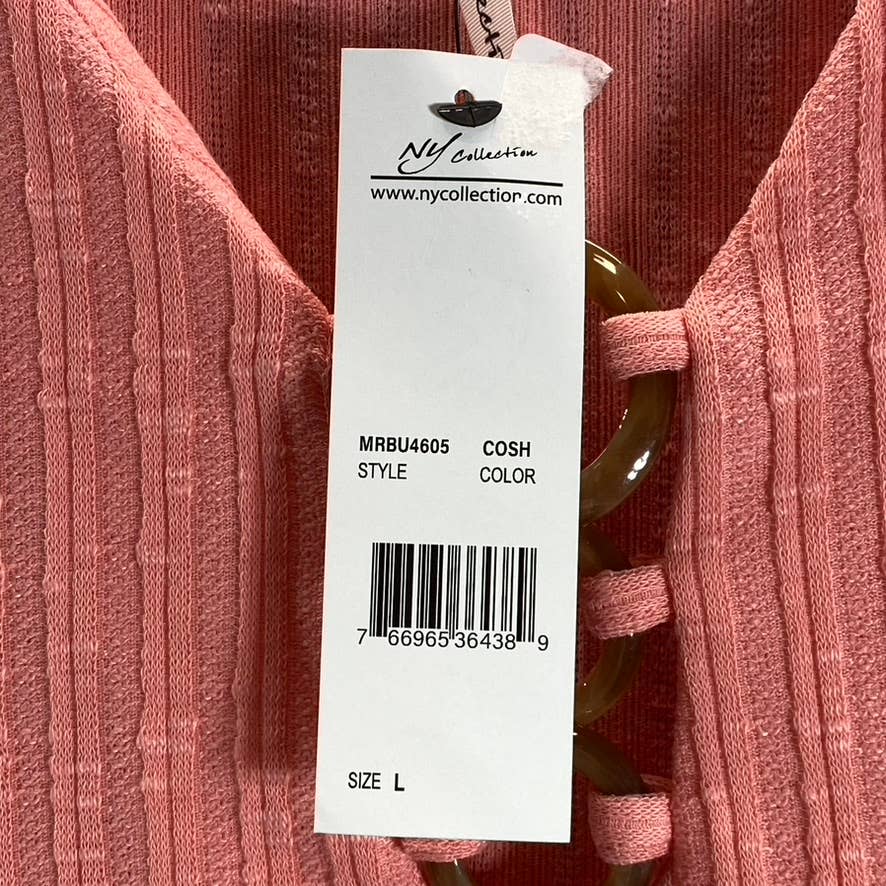 NY Collection
www.nycollection.com
MRBU4605 COSH
STYLE COLOR
7 66965 36438 9
SIZE L